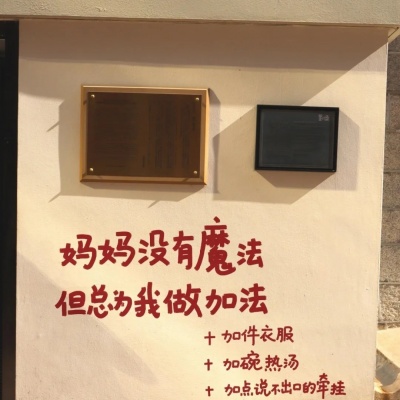 妈妈没有魔法
但总为我做加法
+ 加件衣服
+ 加碗热汤
+ 加点说不出口的牵挂